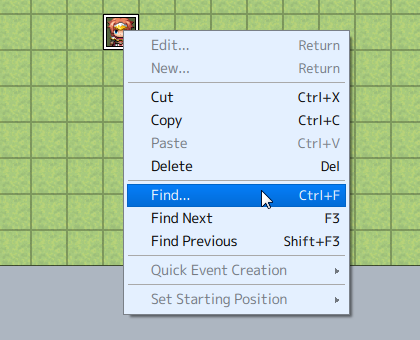 Edit... Return
New... Return
Cut Ctrl+X
Copy Ctrl+C
Paste Ctrl+V
Delete Del
Find... Ctrl+F
Find Next F3
Find Previous Shift+F3
Quick Event Creation
Set Starting Position